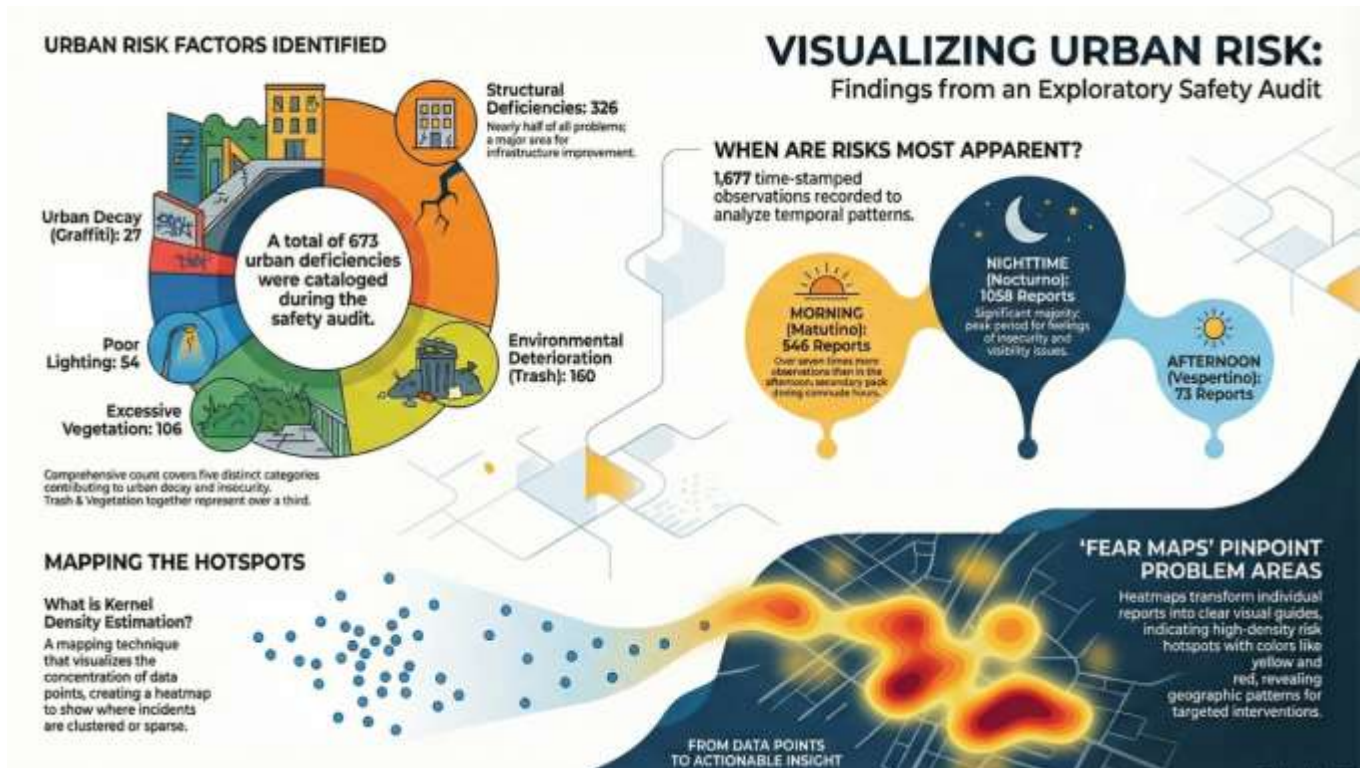 URBAN RISK FACTORS IDENTIFIED
Structural
Deficiencies: 326
Nearly half of all problems;
a major area for
infrastructure improvement.
Urban Decay
(Graffiti): 27
A total of 673
urban deficiencies
were cataloged
during the
safety audit.
Poor
Lighting: 54
Environmental
Deterioration
(Trash): 160
Excessive
Vegetation: 106
Comprehensive count covers five distinct categories
contributing to urban decay and insecurity.
Trash & Vegetation together represent over a third.
VISUALIZING URBAN RISK:
Findings from an Exploratory Safety Audit
WHEN ARE RISKS MOST APPARENT?
1,677 time-stamped
observations recorded to
analyze temporal patterns.
MORNING
(Matutino):
546 Reports
Over seven times more
observations than in the
afternoon, secondary pack
during commute hours.
NIGHTTIME
(Nocturno):
1058 Reports
Significant majority;
peak period for feelings
of insecurity and
visibility issues.
AFTERNOON
(Vespertino):
73 Reports
MAPPING THE HOTSPOTS
What is Kernel
Density Estimation?
A mapping technique
that visualizes the
concentration of data
points, creating a heatmap
to show where incidents
are clustered or sparse.
'FEAR MAPS' PINPOINT
PROBLEM AREAS
Heatmaps transform individual
reports into clear visual guides,
indicating high-density risk
hotspots with colors like
yellow and
red, revealing
geographic patterns for
targeted interventions.
FROM DATA POINTS
TO ACTIONABLE INSIGHT